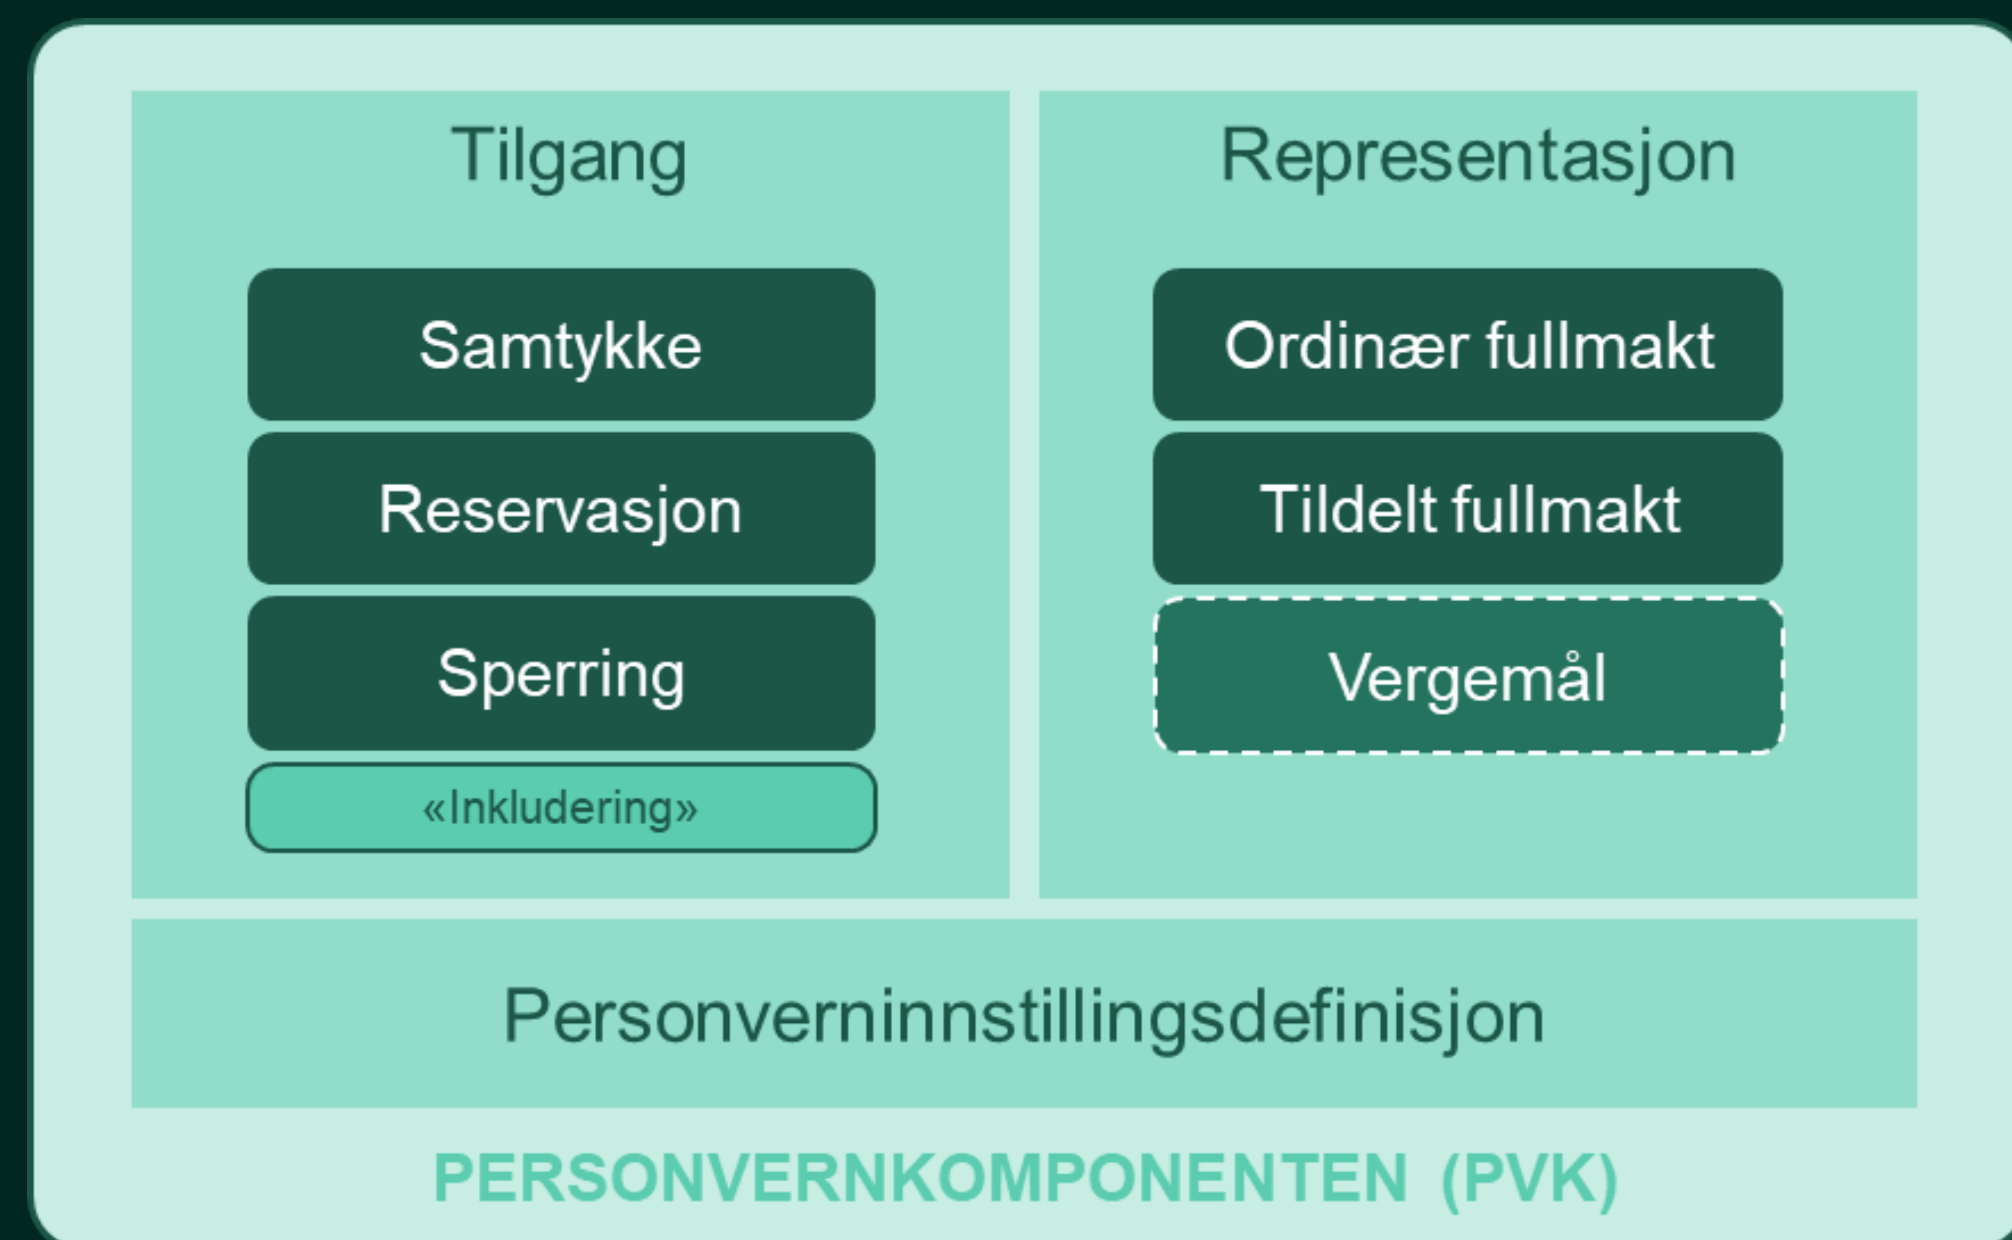 Tilgang
Samtykke
Reservasjon
Sperring
«Inkludering»
Representasjon
Ordinær fullmakt
Tildelt fullmakt
Vergemål
Personverninnstillingsdefinisjon
PERSONVERNKOMPONENTEN (PVK)